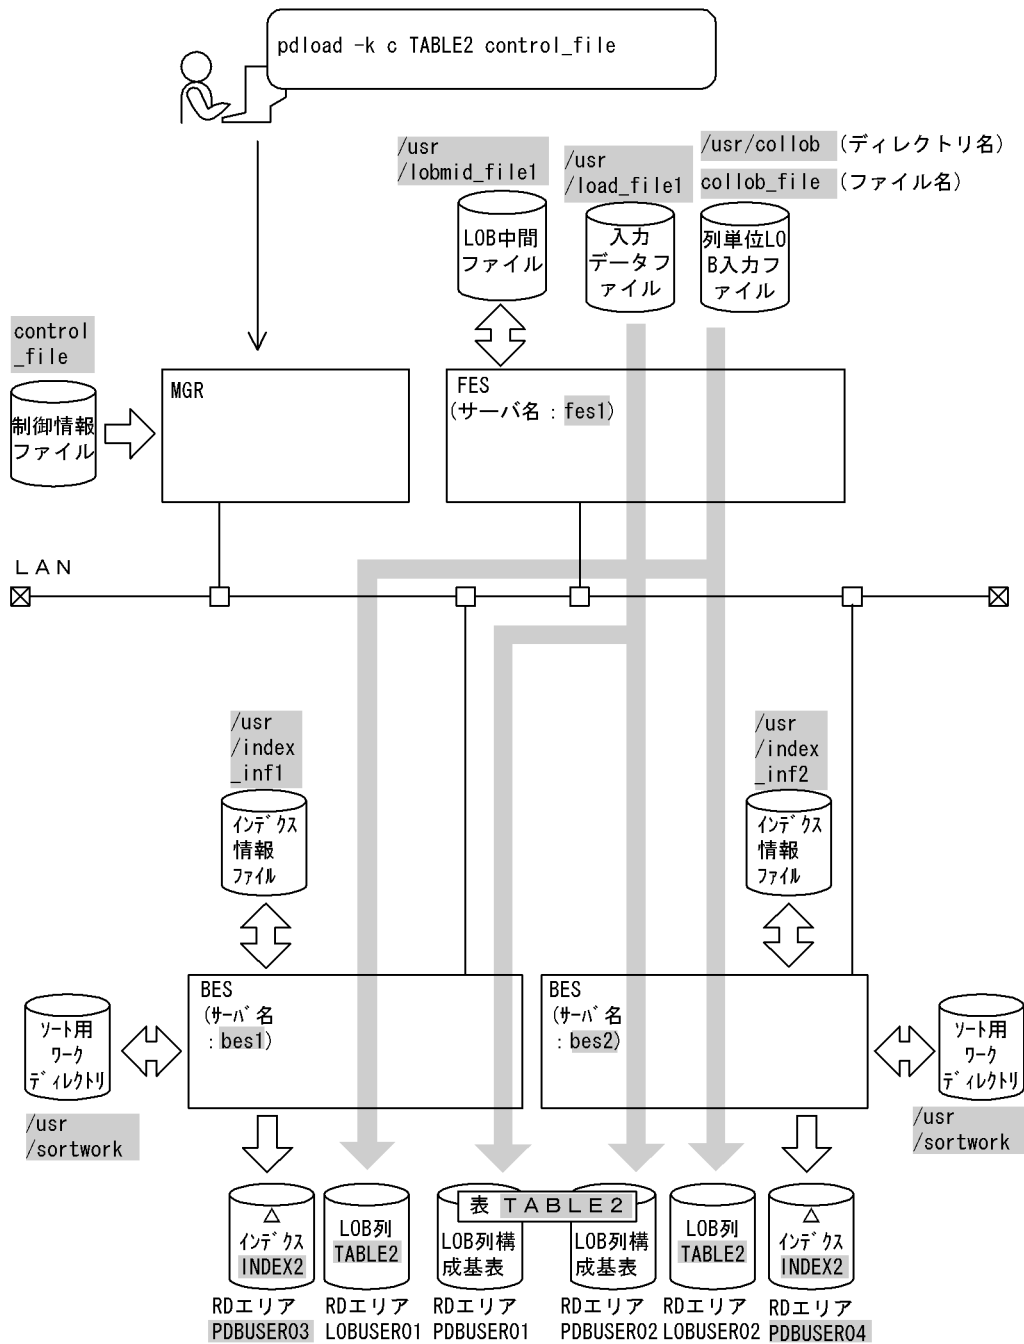 pdload -k c TABLE2 control_file
/usr
/lobmid_file1
/usr
/load_file1
/usr/collob (ディレクトリ名)
collob_file (ファイル名)
LOB中間
ファイル
入力
データフ
ァイル
列単位LO
B入力フ
ァイル
control
_file
制御情報
ファイル
MGR
FES
(サーバ名:fes1)
LAN
/usr
/index
_inf1
インデクス
情報
ファイル
/usr
/index
_inf2
インデクス
情報
ファイル
BES
(サーバ名
:bes1)
BES
(サーバ名
:bes2)
ソート用
ワーク
ディレクトリ
/usr
/sortwork
ソート用
ワーク
ディレクトリ
/usr
/sortwork
表 TABLE2
インデクス
INDEX2
LOB列
TABLE2
LOB列構
成基表
LOB列構
成基表
LOB列
TABLE2
インデクス
INDEX2
RDエリア
PDBUSER03
RDエリア
LOBUSER01
RDエリア
PDBUSER01
RDエリア
PDBUSER02
RDエリア
LOBUSER02
RDエリア
PDBUSER04